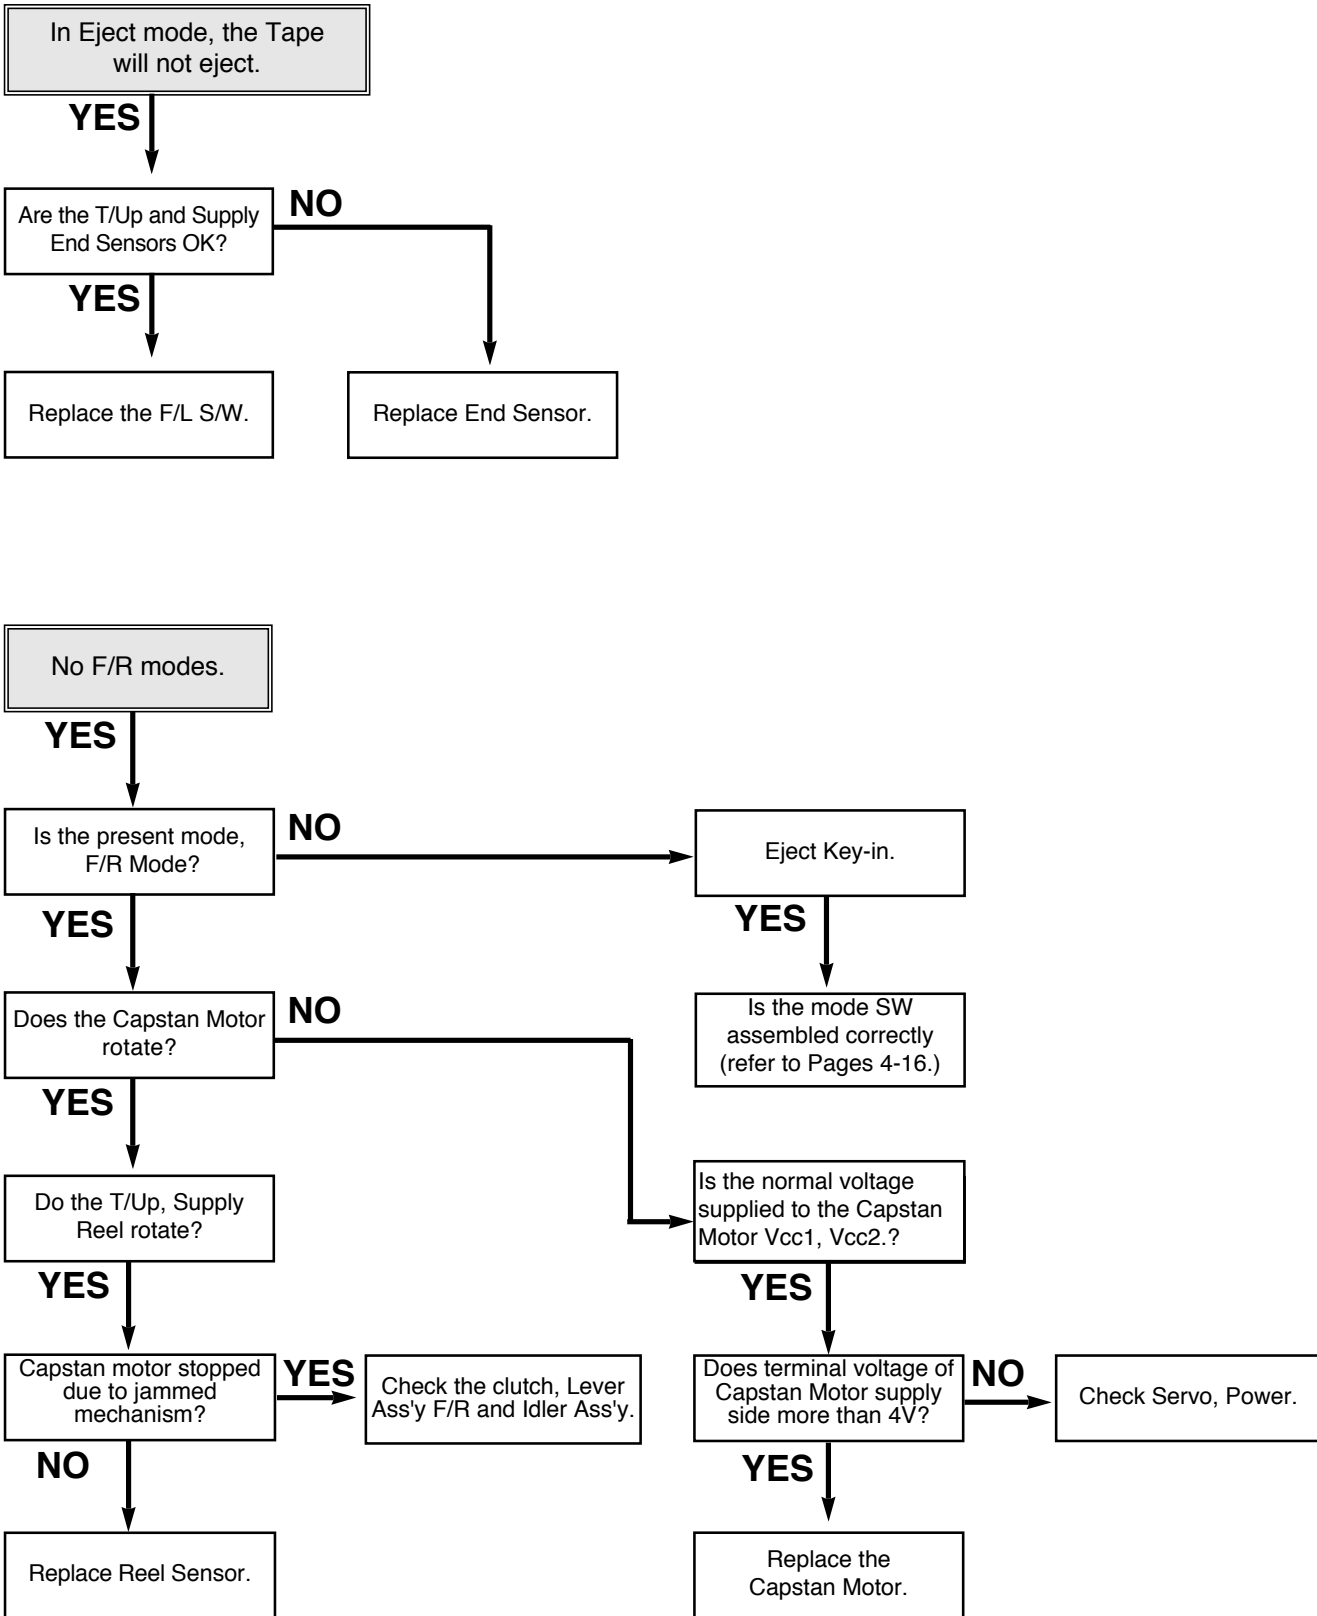 In Eject mode, the Tape
will not eject.
YES
Are the T/Up and Supply
End Sensors OK?
NO
YES
Replace the F/L S/W.
Replace End Sensor.
No F/R modes.
YES
Is the present mode,
F/R Mode?
NO
Eject Key-in.
YES
YES
Is the mode SW
assembled correctly
(refer to Pages 4-16.)
Does the Capstan Motor
rotate?
NO
YES
Do the T/Up, Supply
Reel rotate?
Is the normal voltage
supplied to the Capstan
Motor Vcc1, Vcc2.?
YES
YES
Capstan motor stopped
due to jammed
mechanism?
YES
Check the clutch, Lever
Ass'y F/R and Idler Ass'y.
Does terminal voltage of
Capstan Motor supply
side more than 4V?
NO
Check Servo, Power.
NO
YES
Replace Reel Sensor.
Replace the
Capstan Motor.